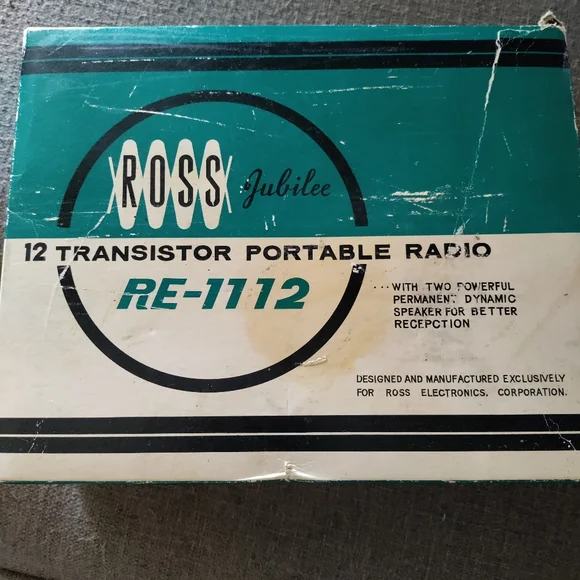 ROSS Jubilee
12 TRANSISTOR PORTABLE RADIO
RE-1112
...WITH TWO POWERFUL
PERMANENT DYNAMIC
SPEAKER FOR BETTER
RECEPCTION
DESIGNED AND MANUFACTURED EXCLUSIVELY
FOR ROSS ELECTRONICS. CORPORATION.